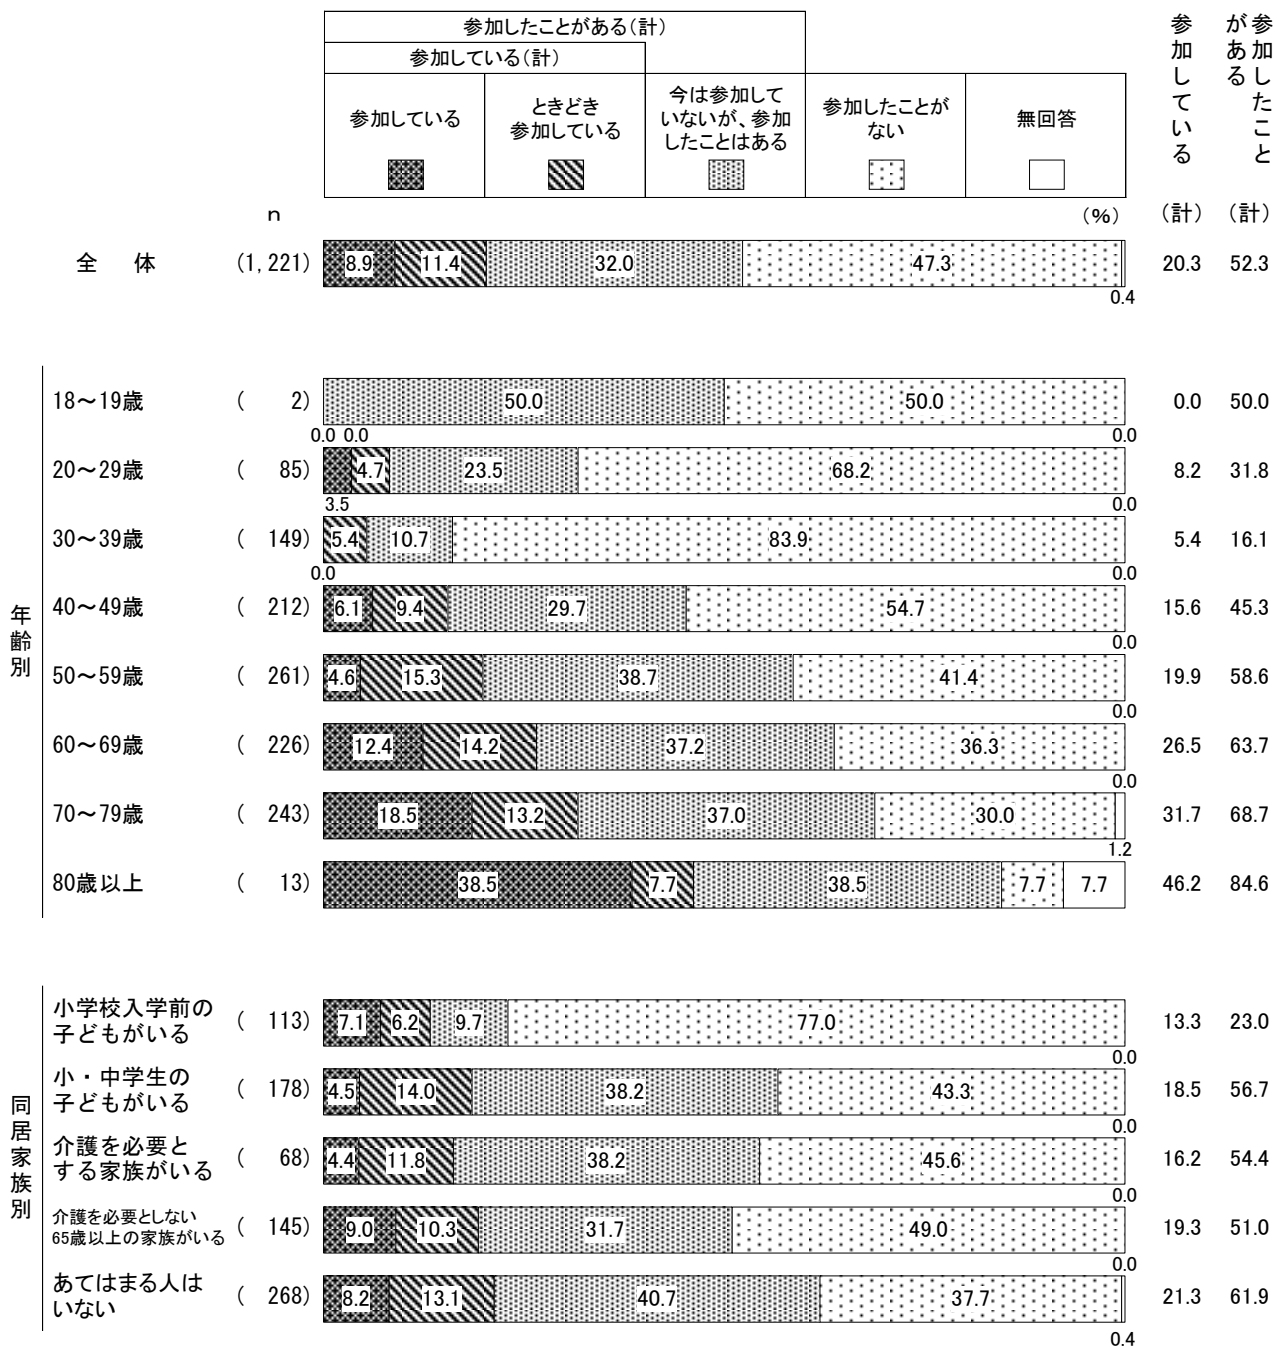 参加したことがある(計)
参加している(計)
参加している
ときどき
参加している
今は参加して
いないが、参加
したことはある
参加したことが
ない
無回答
参加している
(計)
参加したこと
がある
(計)
n
(%)
全 体 (1,221) 8.9 11.4 32.0 47.3 20.3 52.3
0.4
年齢別
18~19歳 ( 2) 50.0 50.0 0.0 50.0
0.0 0.0 0.0
20~29歳 ( 85) 4.7 23.5 68.2 8.2 31.8
3.5 0.0
30~39歳 ( 149) 5.4 10.7 83.9 5.4 16.1
0.0 0.0
40~49歳 ( 212) 6.1 9.4 29.7 54.7 15.6 45.3
0.0
50~59歳 ( 261) 4.6 15.3 38.7 41.4 19.9 58.6
0.0
60~69歳 ( 226) 12.4 14.2 37.2 36.3 26.5 63.7
0.0
70~79歳 ( 243) 18.5 13.2 37.0 30.0 31.7 68.7
1.2
80歳以上 ( 13) 38.5 7.7 38.5 7.7 7.7 46.2 84.6
同居家族別
小学校入学前の
子どもがいる
( 113) 7.1 6.2 9.7 77.0 13.3 23.0
0.0
小・中学生の
子どもがいる
( 178) 4.5 14.0 38.2 43.3 18.5 56.7
0.0
介護を必要と
する家族がいる
( 68) 4.4 11.8 38.2 45.6 16.2 54.4
0.0
介護を必要としない
65歳以上の家族がいる
( 145) 9.0 10.3 31.7 49.0 19.3 51.0
0.0
あてはまる人は
いない
( 268) 8.2 13.1 40.7 37.7 21.3 61.9
0.4